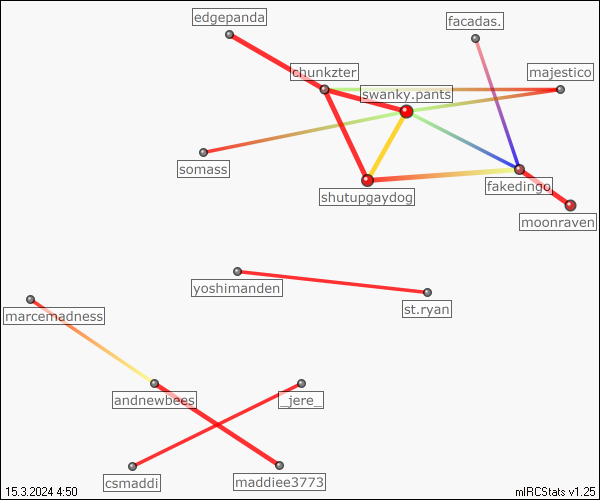 edgepanda
facadas.
chunkzter
majestico
swanky.pants
somass
fakedingo
shutupgaydog
moonraven
yoshimanden
st.ryan
marcemadness
andnewbees
_jere_
csmaddi
maddiee3773
15.3.2024 4:50
mIRCStats v1.25